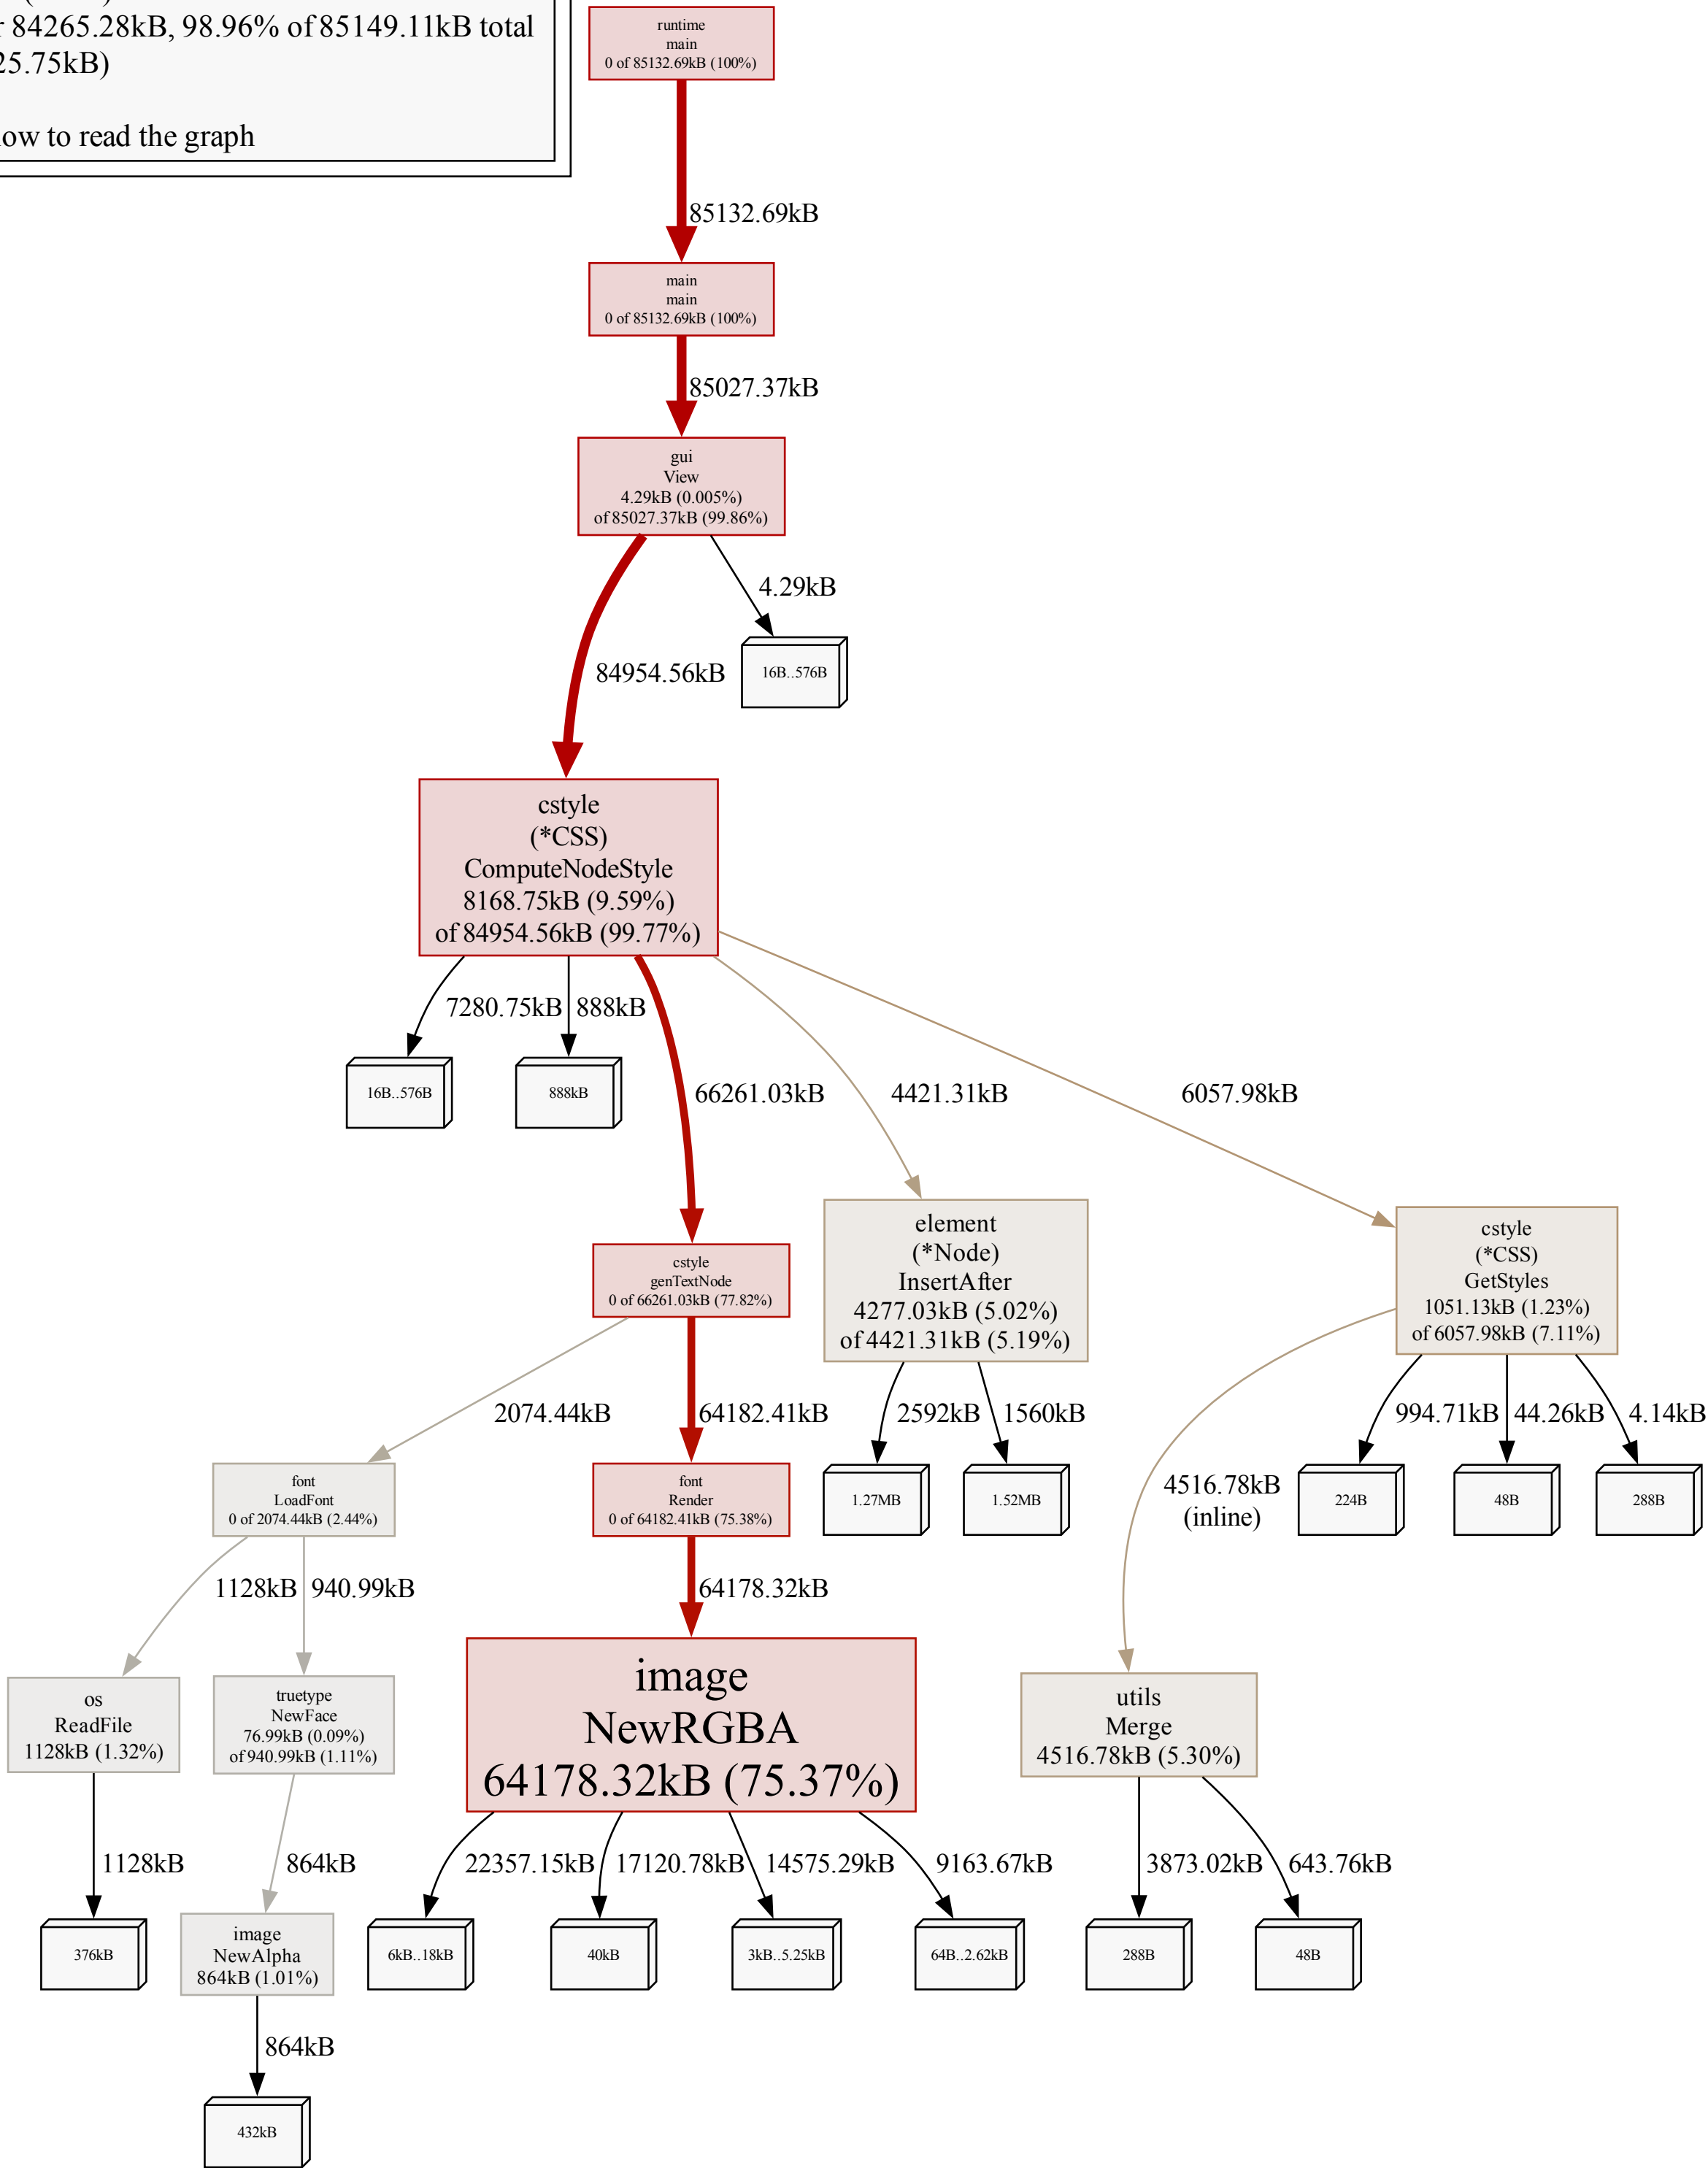 r 84265.28kB, 98.96% of 85149.11kB total
25.75kB)
ow to read the graph
runtime
main
0 of 85132.69kB (100%)
85132.69kB
main
main
0 of 85132.69kB (100%)
85027.37kB
gui
View
4.29kB (0.005%)
of 85027.37kB (99.86%)
4.29kB
84954.56kB
16B..576B
cstyle
(*CSS)
ComputeNodeStyle
8168.75kB (9.59%)
of 84954.56kB (99.77%)
7280.75kB
888kB
16B..576B
888kB
66261.03kB
4421.31kB
6057.98kB
cstyle
genTextNode
0 of 66261.03kB (77.82%)
element
(*Node)
InsertAfter
4277.03kB (5.02%)
of 4421.31kB (5.19%)
cstyle
(*CSS)
GetStyles
1051.13kB (1.23%)
of 6057.98kB (7.11%)
2074.44kB
64182.41kB
2592kB
1560kB
994.71kB
44.26kB
4.14kB
font
LoadFont
0 of 2074.44kB (2.44%)
font
Render
0 of 64182.41kB (75.38%)
1.27MB
1.52MB
4516.78kB
(inline)
224B
48B
288B
1128kB
940.99kB
64178.32kB
os
ReadFile
1128kB (1.32%)
truetype
NewFace
76.99kB (0.09%)
of 940.99kB (1.11%)
image
NewRGBA
64178.32kB (75.37%)
utils
Merge
4516.78kB (5.30%)
1128kB
864kB
22357.15kB
17120.78kB
14575.29kB
9163.67kB
3873.02kB
643.76kB
376kB
image
NewAlpha
864kB (1.01%)
6kB..18kB
40kB
3kB..5.25kB
64B..2.62kB
288B
48B
864kB
432kB